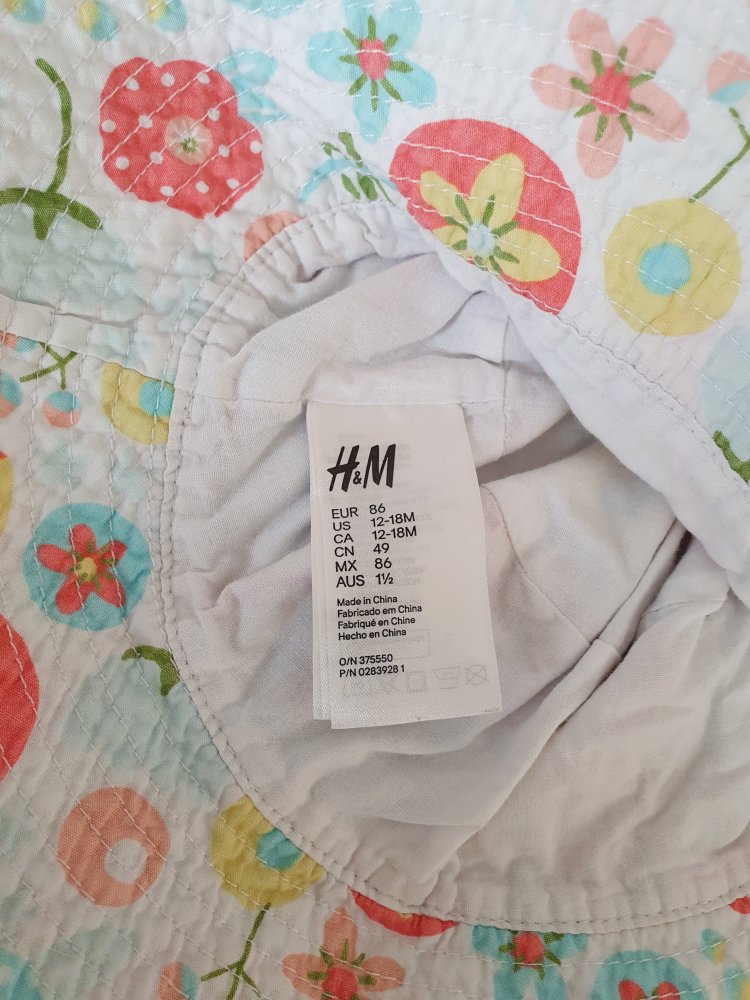 H&M
EUR 86
US 12-18M
CA 12-18M
CN 49
MX 86
AUS 1½
Made in China
Fabricado em China
Fabriqué en Chine
Hecho en China
O/N 375550
P/N 0283928 1